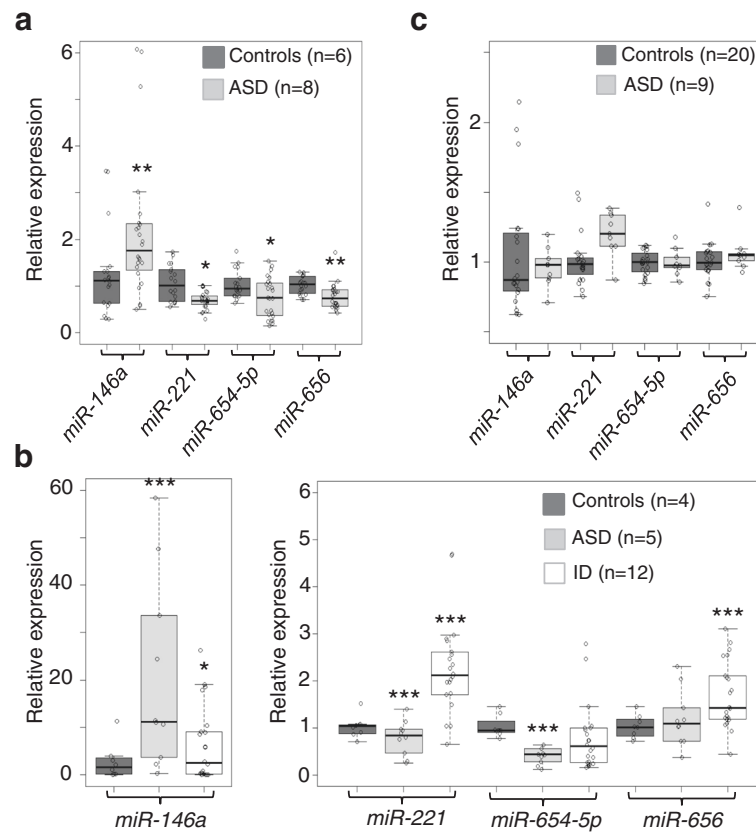 a
Relative expression
6
4
2
0
Controls (n=6)
ASD (n=8)
**
*
*
**
miR-146a
miR-221
miR-654-5p
miR-656
c
Relative expression
2
1
Controls (n=20)
ASD (n=9)
miR-146a
miR-221
miR-654-5p
miR-656
b
Relative expression
60
40
20
0
***
*
miR-146a
Relative expression
6
5
4
3
2
1
0
Controls (n=4)
ASD (n=5)
ID (n=12)
***
***
***
***
miR-221
miR-654-5p
miR-656